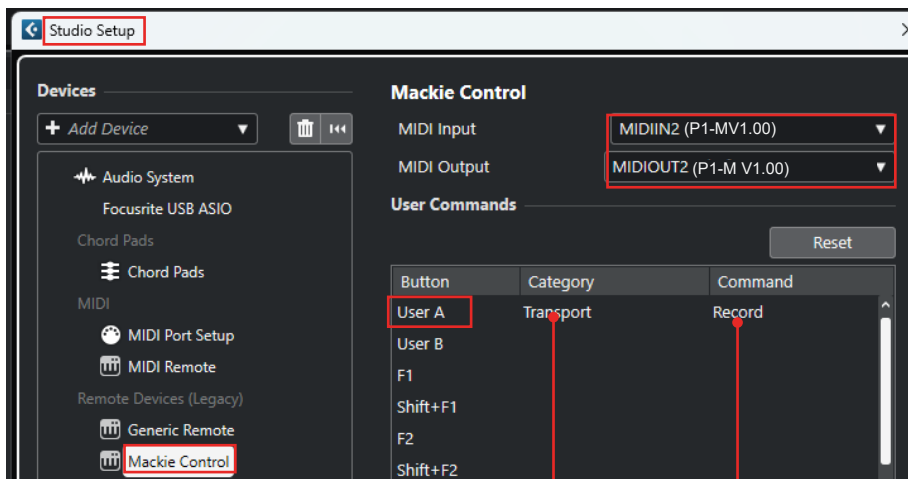 Studio Setup
Devices
Add Device
Audio System
Focusrite USB ASIO
Chord Pads
Chord Pads
MIDI
MIDI Port Setup
MIDI Remote
Remote Devices (Legacy)
Generic Remote
Mackie Control
Mackie Control
MIDI Input MIDIIN2 (P1-MV1.00)
MIDI Output MIDIOUT2 (P1-M V1.00)
User Commands
Reset
Button Category Command
User A Transport Record
User B
F1
Shift+F1
F2
Shift+F2